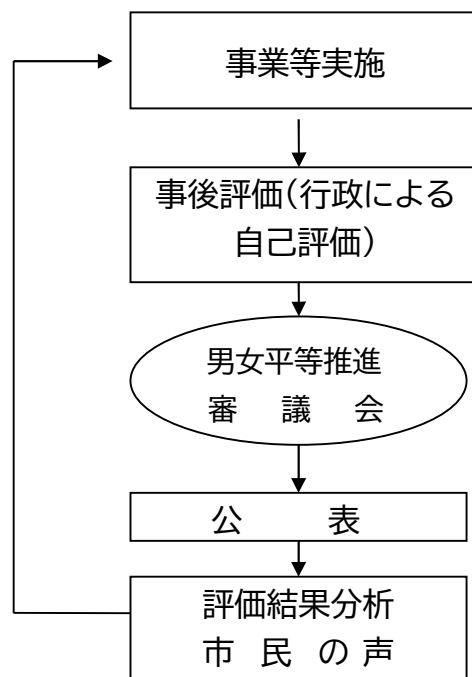 事業等実施
事後評価（行政による
自己評価）
男女平等推進
審　議　会
公　　表
評価結果分析
市　民　の　声